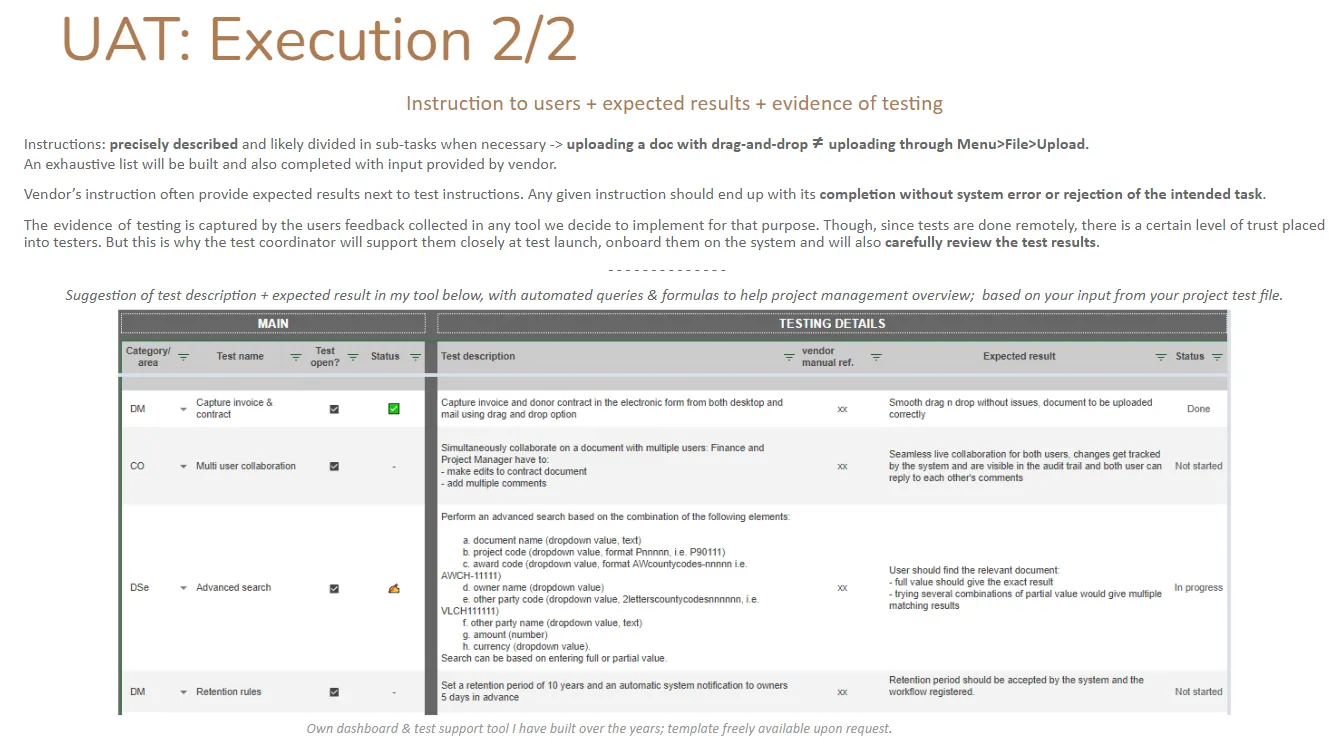 UAT: Execution 2/2
Instruction to users + expected results + evidence of testing
Instructions: precisely described and likely divided in sub-tasks when necessary -> uploading a doc with drag-and-drop ≠ uploading through Menu>File>Upload.
An exhaustive list will be built and also completed with input provided by vendor.
Vendor's instruction often provide expected results next to test instructions. Any given instruction should end up with its completion without system error or rejection of the intended task.
The evidence of testing is captured by the users feedback collected in any tool we decide to implement for that purpose. Though, since tests are done remotely, there is a certain level of trust placed
into testers. But this is why the test coordinator will support them closely at test launch, onboard them on the system and will also carefully review the test results.
- - - - - - - - - - - - - -
Suggestion of test description + expected result in my tool below, with automated queries & formulas to help project management overview; based on your input from your project test file.
MAIN
TESTING DETAILS
Category/
area
Test name
Test
open?
Status
Test description
vendor
manual ref.
Expected result
Status
DM
Capture invoice &
contract
Capture invoice and donor contract in the electronic form from both desktop and
mail using drag and drop option
xx
Smooth drag n drop without issues, document to be uploaded
correctly
Done
CO
Multi user collaboration
-
Simultaneously collaborate on a document with multiple users: Finance and
Project Manager have to:
- make edits to contract document
- add multiple comments
xx
Seamless live collaboration for both users, changes get tracked
by the system and are visible in the audit trail and both user can
reply to each other's comments
Not started
DSe
Advanced search
Perform an advanced search based on the combination of the following elements:
a. document name (dropdown value, text)
b. project code (dropdown value, format Pnnnnn, i.e. P90111)
c. award code (dropdown value, format AWcountycodes-nnnnn i.e.
AWCH-11111)
d. owner name (dropdown value)
e. other party code (dropdown value, 2letterscountycodesnnnnnn, i.e.
VLCH111111)
f. other party name (dropdown value, text)
g. amount (number)
h. currency (dropdown value).
Search can be based on entering full or partial value.
xx
User should find the relevant document:
- full value should give the exact result
- trying several combinations of partial value would give multiple
matching results
In progress
DM
Retention rules
-
Set a retention period of 10 years and an automatic system notification to owners
5 days in advance
xx
Retention period should be accepted by the system and the
workflow registered.
Not started
Own dashboard & test support tool I have built over the years; template freely available upon request.